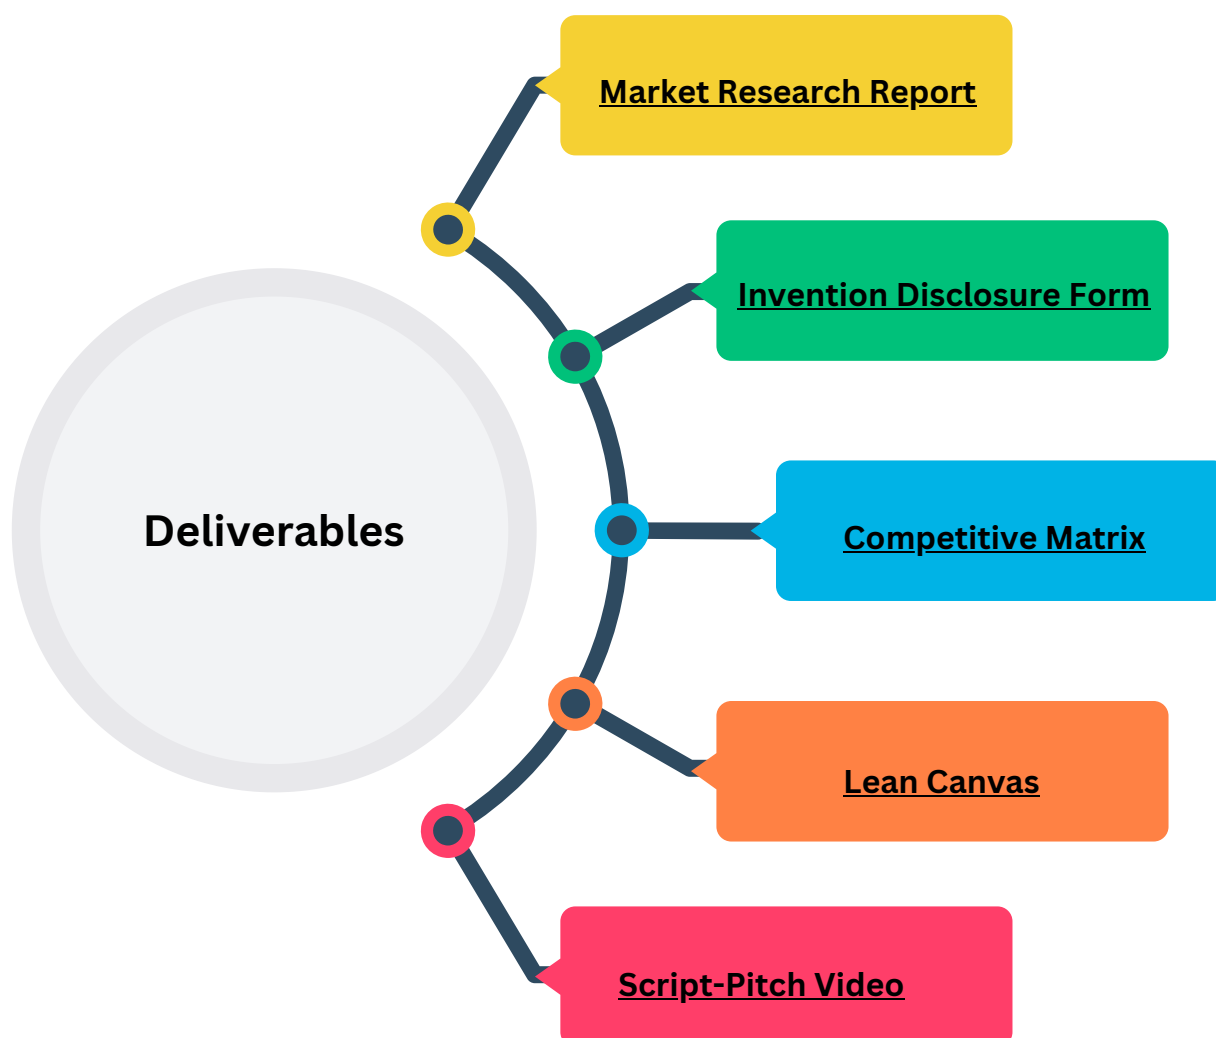 Market Research Report
Invention Disclosure Form
Deliverables
Competitive Matrix
Lean Canvas
Script-Pitch Video